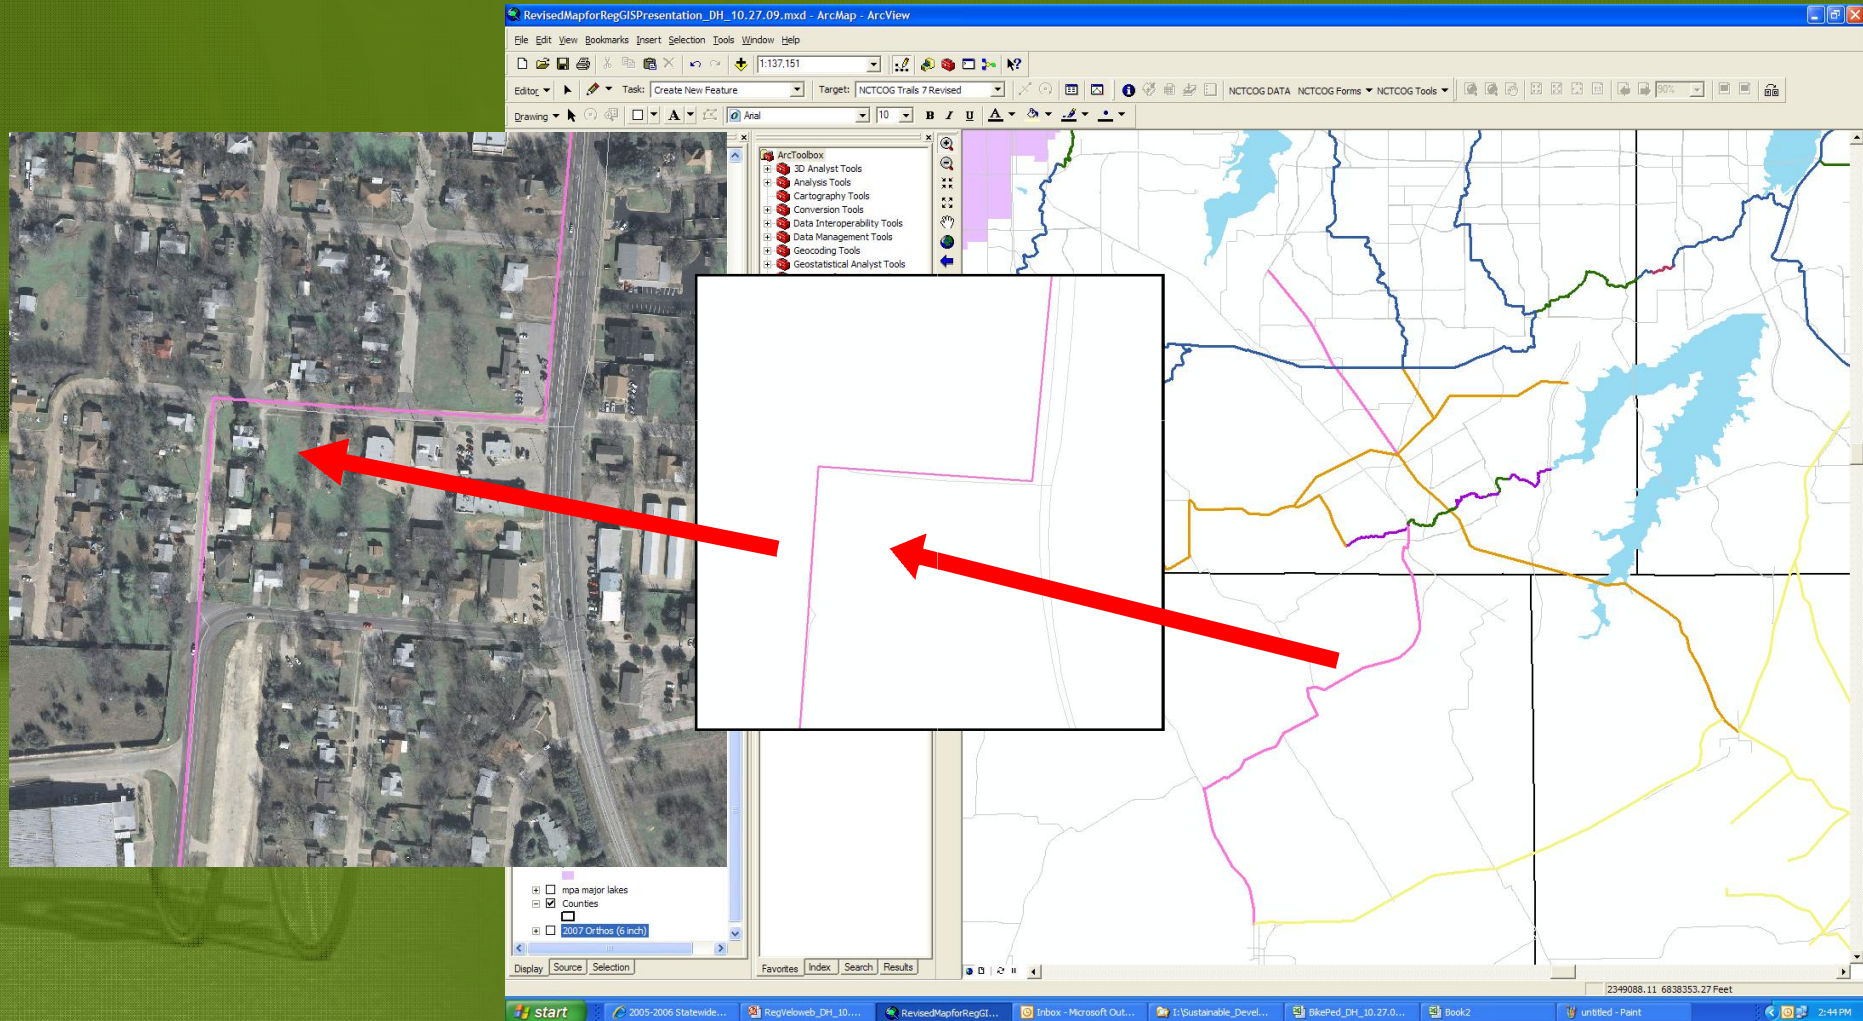 RevisedMapforRegGISPresentation_DH_10.27.09.mxd - ArcMap - ArcView
File Edit View Bookmarks Insert Selection Tools Window Help
1:137,151
Editor Task: Create New Feature Target: NCTCOG Trails 7 Revised NCTCOG DATA NCTCOG Forms NCTCOG Tools 90%
Drawing A Arial 10 B I U A
ArcToolbox
3D Analyst Tools
Analysis Tools
Cartography Tools
Conversion Tools
Data Interoperability Tools
Data Management Tools
Geocoding Tools
Geostatistical Analyst Tools
mpa major lakes
Counties
2007 Orthos (6 inch)
Display Source Selection
Favorites Index Search Results
2349088.11 6838353.27 Feet
start 2005-2006 Statewide... RegVeloweb_DH_10.... RevisedMapforRegGI... Inbox - Microsoft Out... I:\Sustainable_Devel... BikePed_DH_10.27.0... Book2 untitled - Paint 2:44 PM